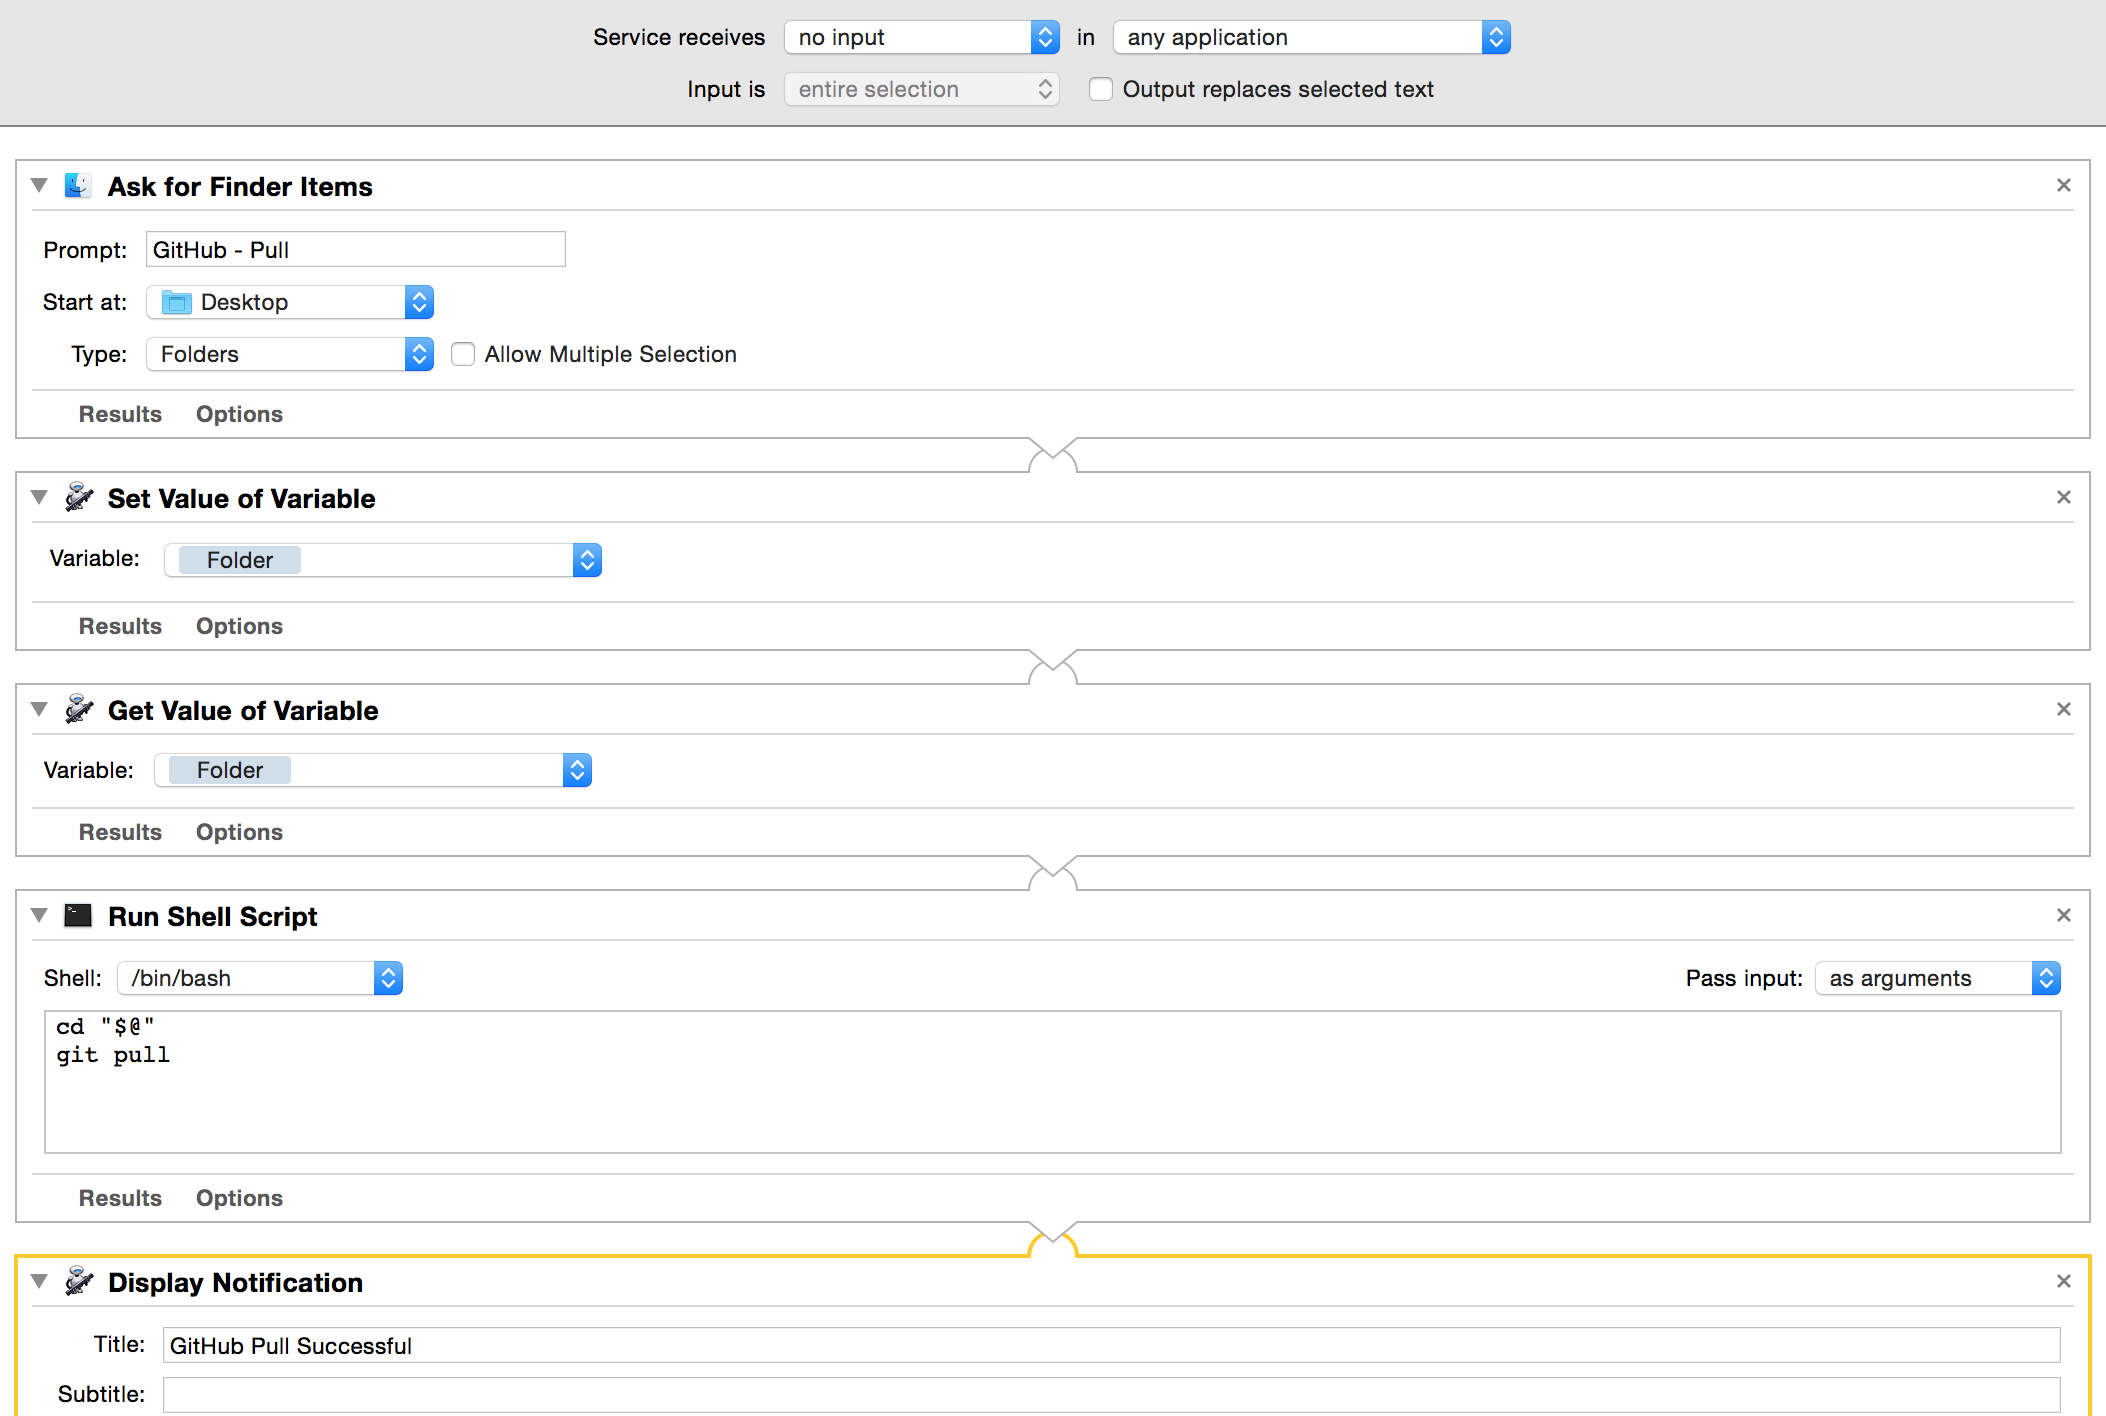 Service receives no input in any application
Input is entire selection Output replaces selected text
Ask for Finder Items
Prompt: GitHub - Pull
Start at: Desktop
Type: Folders Allow Multiple Selection
Results Options
Set Value of Variable
Variable: Folder
Results Options
Get Value of Variable
Variable: Folder
Results Options
Run Shell Script
Shell: /bin/bash Pass input: as arguments
cd "$@"
git pull
Results Options
Display Notification
Title: GitHub Pull Successful
Subtitle: